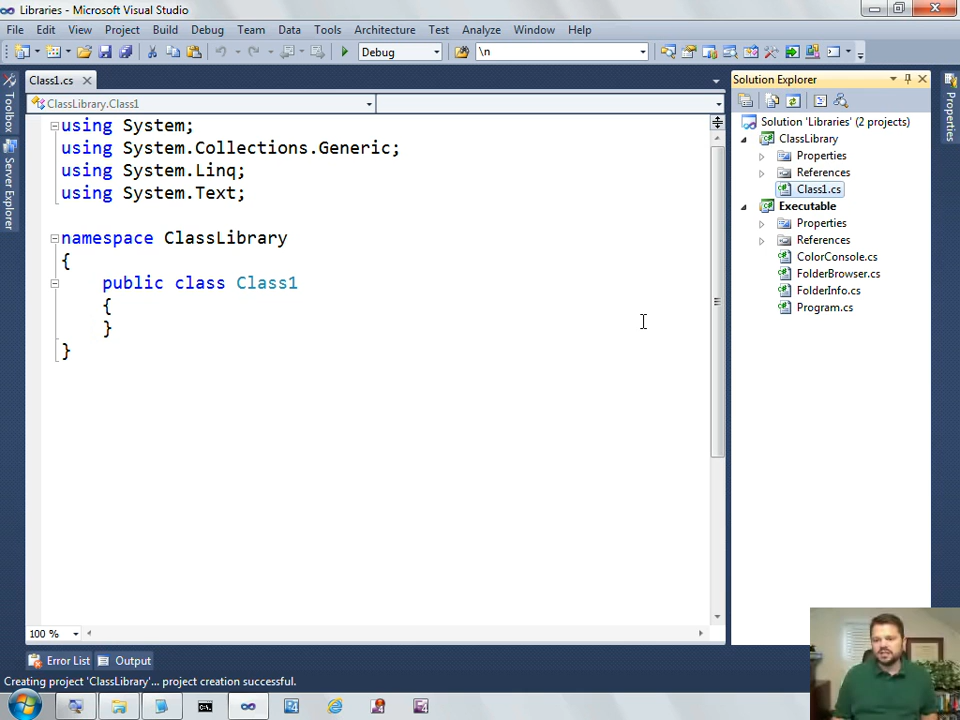 Libraries - Microsoft Visual Studio
File Edit View Project Build Debug Team Data Tools Architecture Test Analyze Window Help
Debug \n
Class1.cs
ClassLibrary.Class1
using System;
using System.Collections.Generic;
using System.Linq;
using System.Text;
namespace ClassLibrary
{
public class Class1
{
}
}
100 %
Toolbox
Server Explorer
Solution Explorer
Solution 'Libraries' (2 projects)
ClassLibrary
Properties
References
Class1.cs
Executable
Properties
References
ColorConsole.cs
FolderBrowser.cs
FolderInfo.cs
Program.cs
Properties
Error List Output
Creating project 'ClassLibrary'... project creation successful.